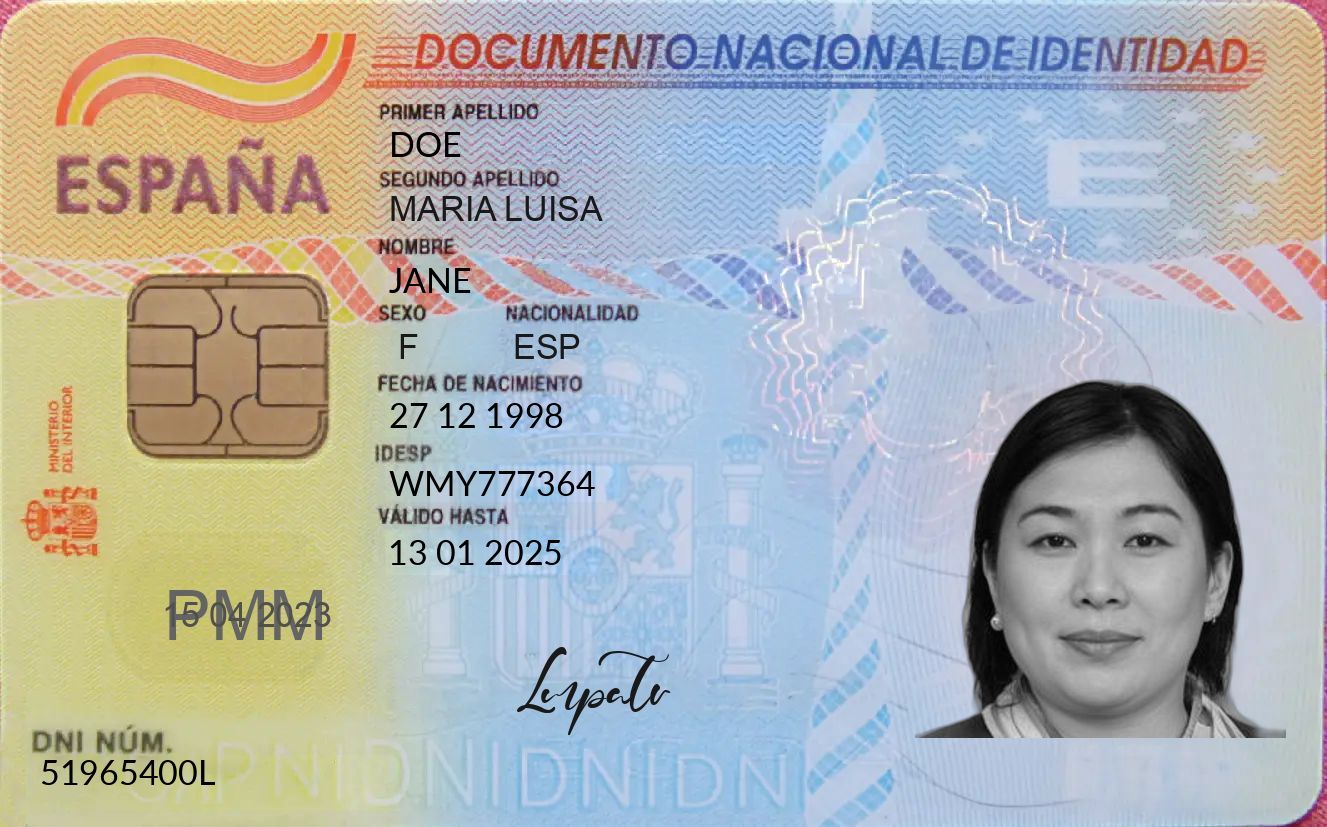 DOCUMENTO NACIONAL DE IDENTIDAD
ESPAÑA
PRIMER APELLIDO
DOE
SEGUNDO APELLIDO
MARIA LUISA
NOMBRE
JANE
SEXO NACIONALIDAD
F ESP
FECHA DE NACIMIENTO
27 12 1998
IDESP
WMY777364
VÁLIDO HASTA
13 01 2025
MINISTERIO
DEL INTERIOR
E
PMM
15 04 2023
DNI NÚM.
51965400L
DNIDNIDNIDN